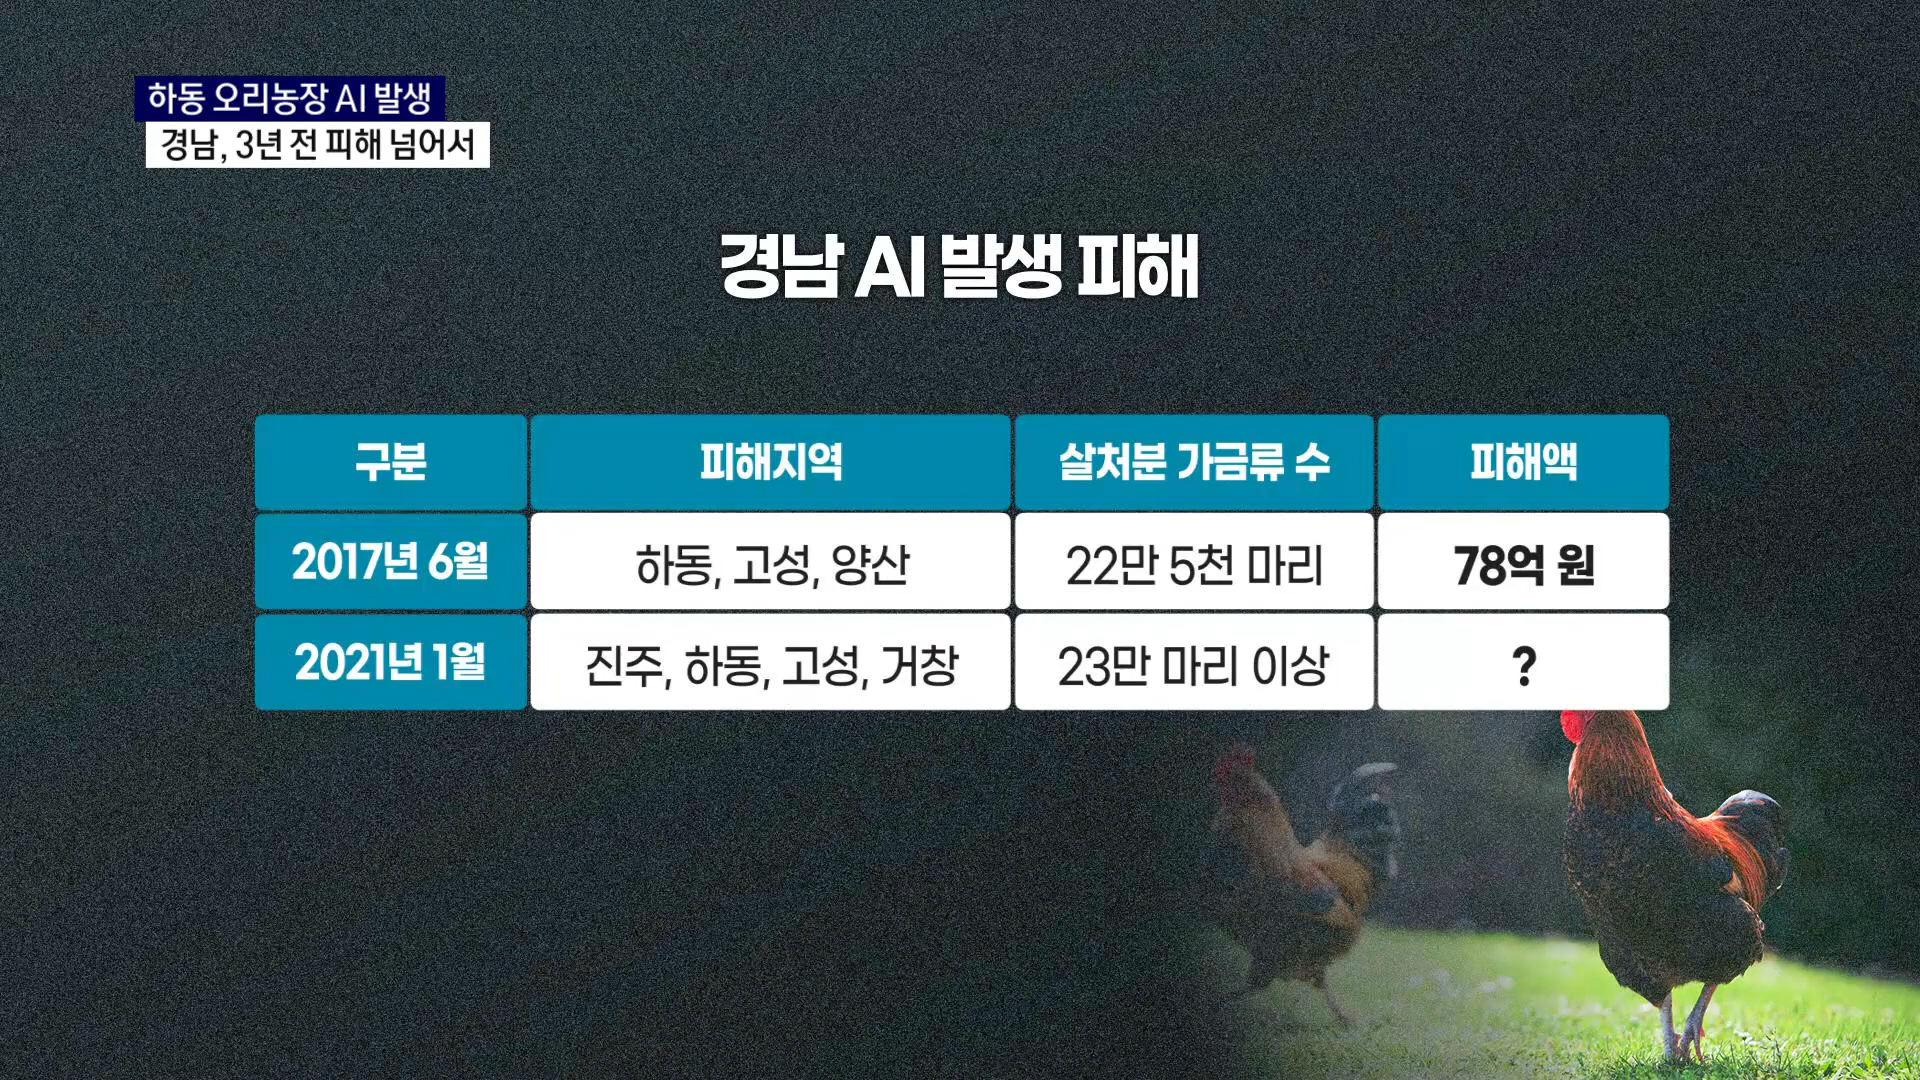 하동 오리농장 AI 발생
경남, 3년 전 피해 넘어서
경남 AI 발생 피해
구분 피해지역 살처분 가금류 수 피해액
2017년 6월 하동, 고성, 양산 22만 5천 마리 78억 원
2021년 1월 진주, 하동, 고성, 거창 23만 마리 이상 ?